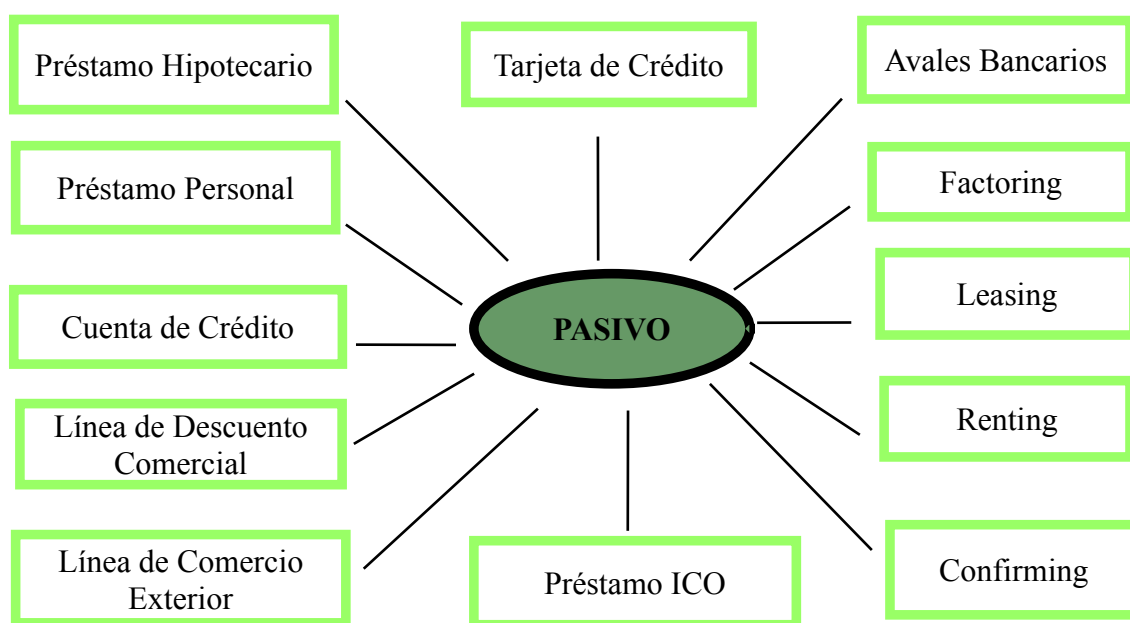 Préstamo Hipotecario
Tarjeta de Crédito
Avales Bancarios
Préstamo Personal
Factoring
Cuenta de Crédito
PASIVO
Leasing
Línea de Descuento
Comercial
Renting
Línea de Comercio
Exterior
Préstamo ICO
Confirming